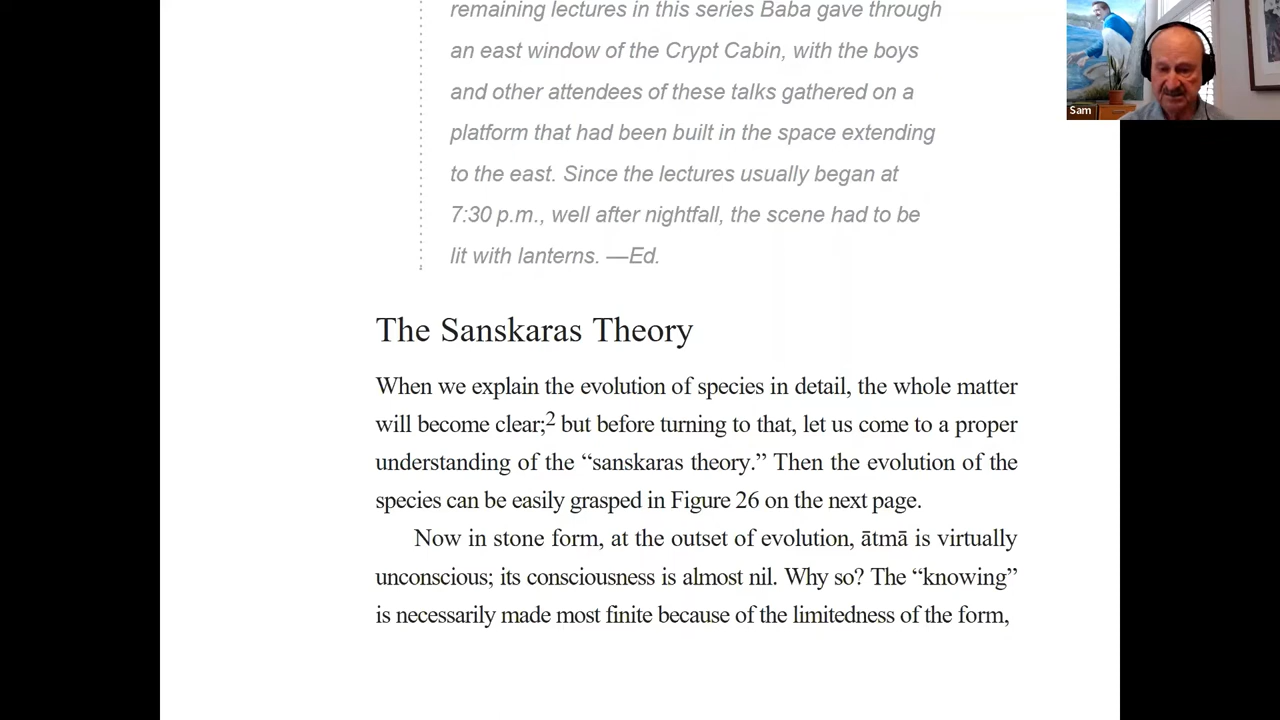 remaining lectures in this series Baba gave through
an east window of the Crypt Cabin, with the boys
and other attendees of these talks gathered on a
platform that had been built in the space extending
to the east. Since the lectures usually began at
7:30 p.m., well after nightfall, the scene had to be
lit with lanterns. —Ed.
Sam
The Sanskaras Theory
When we explain the evolution of species in detail, the whole matter
will become clear;2 but before turning to that, let us come to a proper
understanding of the “sanskaras theory.” Then the evolution of the
species can be easily grasped in Figure 26 on the next page.
Now in stone form, at the outset of evolution, ātmā is virtually
unconscious; its consciousness is almost nil. Why so? The “knowing”
is necessarily made most finite because of the limitedness of the form,